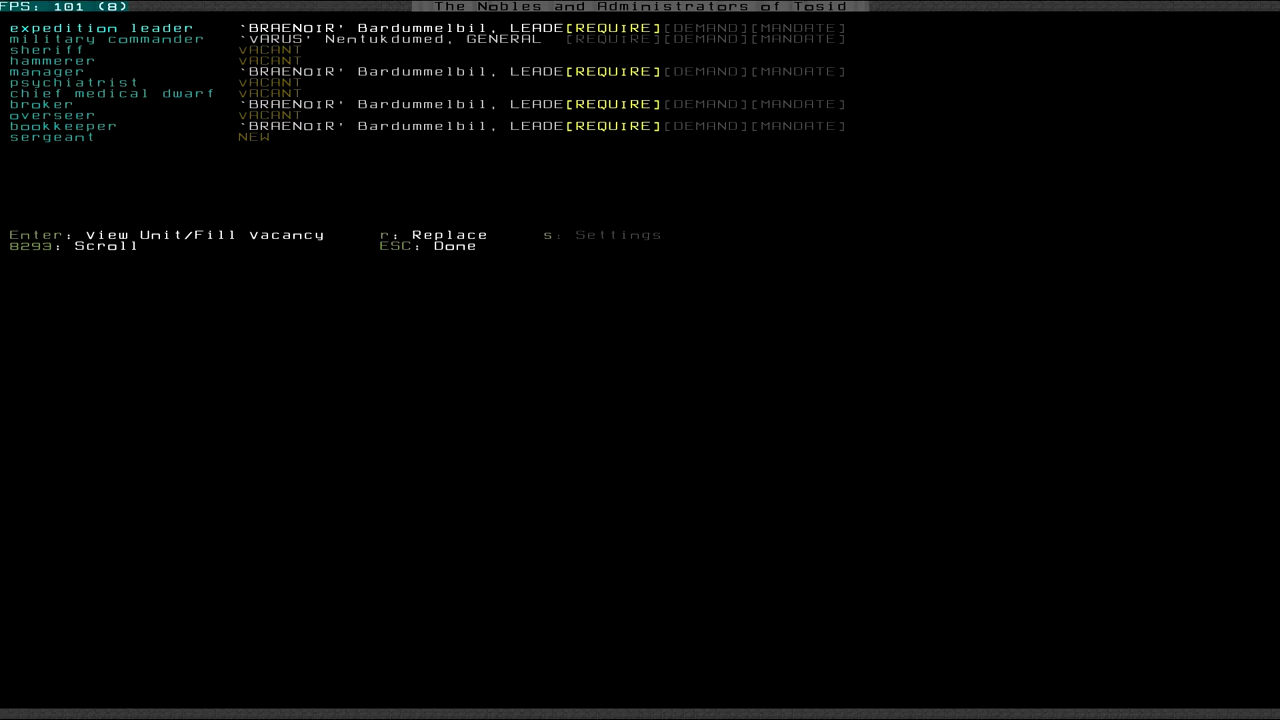 FPS: 101 (8)
The Nobles and Administrators of Tosid
expedition leader `BRAENOIR' Bardummelbil, LEADE[REQUIRE][DEMAND][MANDATE]
military commander `VARUS' Nentukdumed, GENERAL [REQUIRE][DEMAND][MANDATE]
sheriff VACANT
hammerer VACANT
manager `BRAENOIR' Bardummelbil, LEADE[REQUIRE][DEMAND][MANDATE]
psychiatrist VACANT
chief medical dwarf VACANT
broker `BRAENOIR' Bardummelbil, LEADE[REQUIRE][DEMAND][MANDATE]
overseer VACANT
bookkeeper `BRAENOIR' Bardummelbil, LEADE[REQUIRE][DEMAND][MANDATE]
sergeant NEW
Enter: View Unit/Fill Vacancy r: Replace s: Settings
8293: Scroll ESC: Done